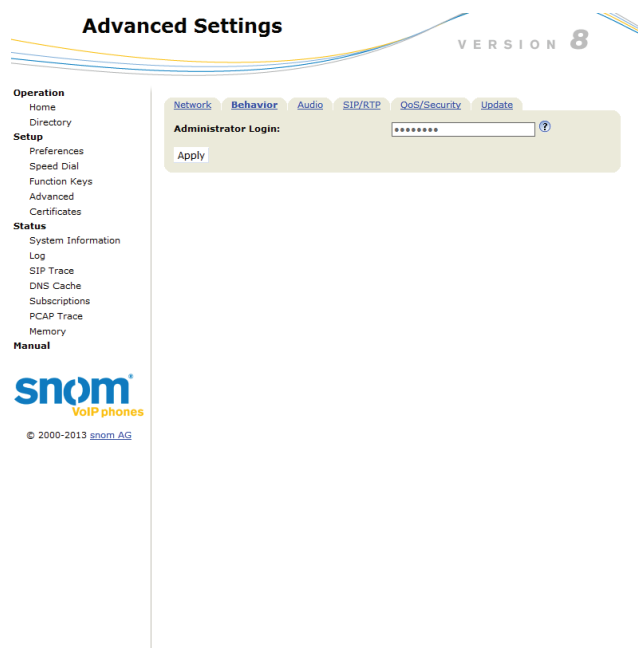 Advanced Settings
VERSION 8
Operation
Home
Directory
Setup
Preferences
Speed Dial
Function Keys
Advanced
Certificates
Status
System Information
Log
SIP Trace
DNS Cache
Subscriptions
PCAP Trace
Memory
Manual
snom
VoIP phones
© 2000-2013 snom AG
Network Behavior Audio SIP/RTP QoS/Security Update
Administrator Login: •••••••• ?
Apply